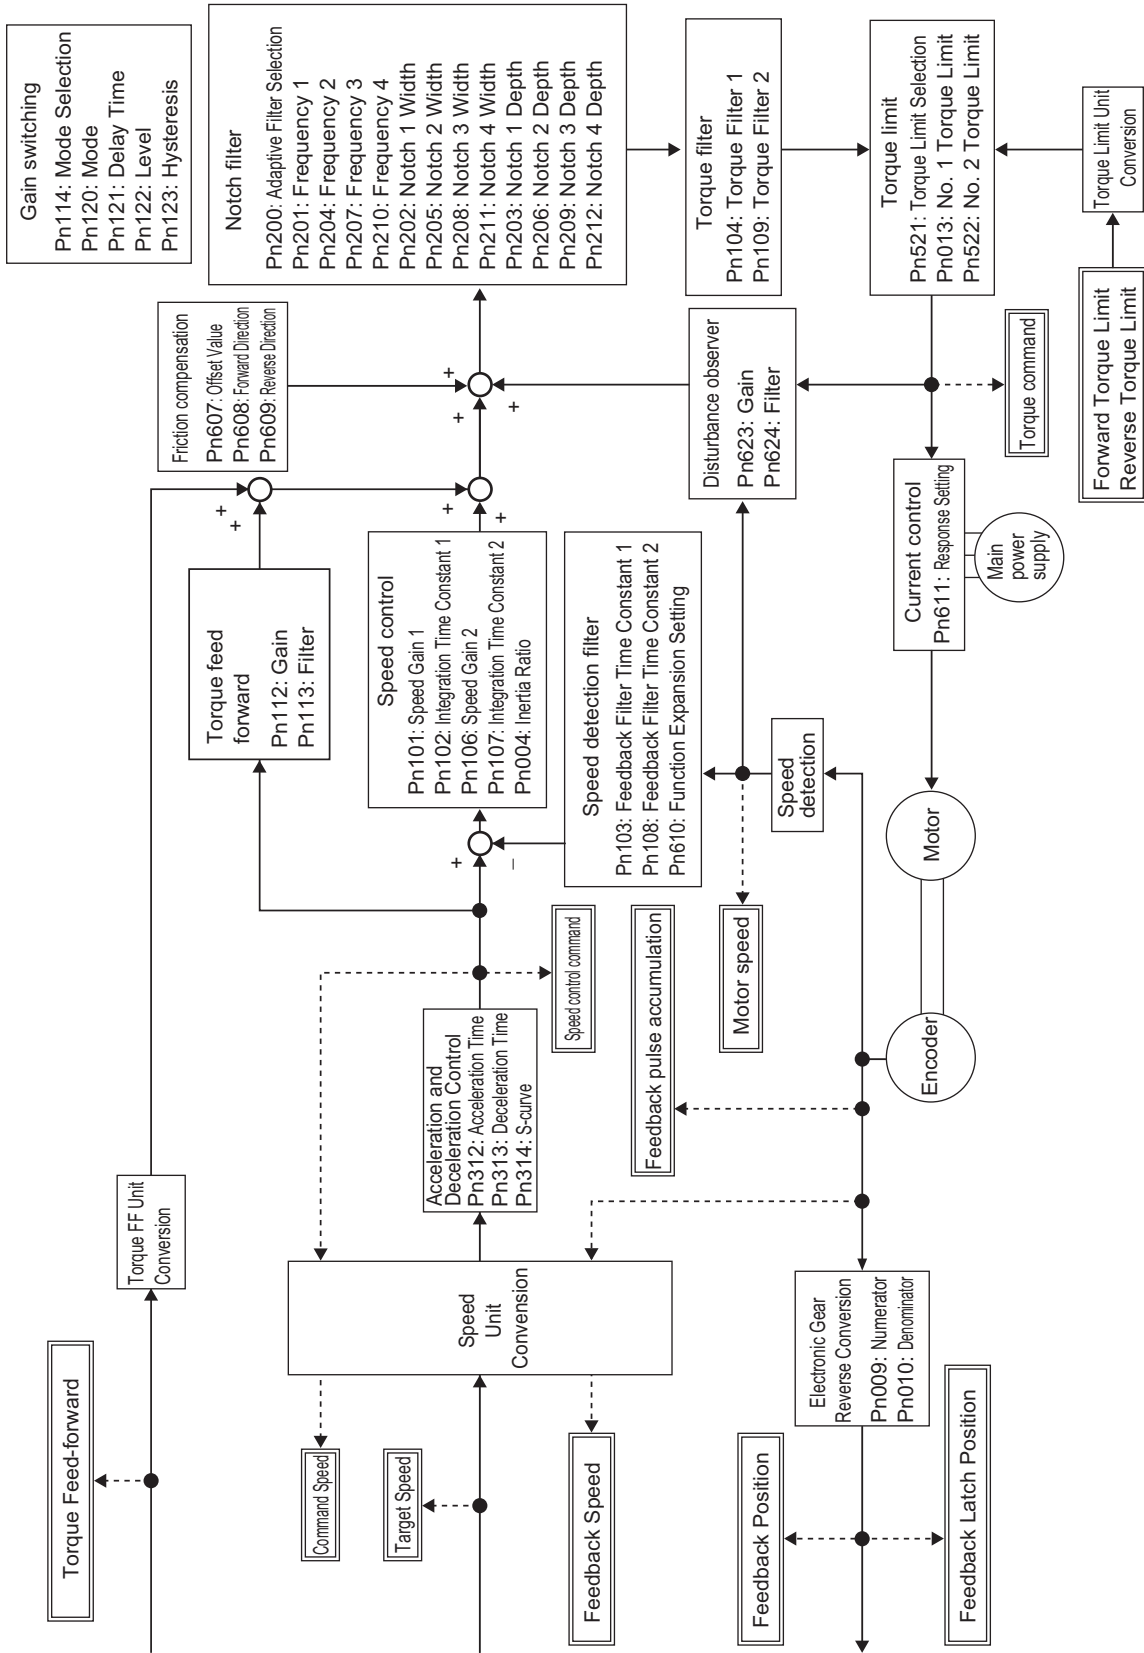 Torque Feed-forward
Torque FF Unit
Conversion
Command Speed
Target Speed
Feedback Speed
Speed
Unit
Convension
Acceleration and
Deceleration Control
Pn312: Acceleration Time
Pn313: Deceleration Time
Pn314: S-curve
Speed control command
Torque feed
forward
Pn112: Gain
Pn113: Filter
+
+
Friction compensation
Pn607: Offset Value
Pn608: Forward Direction
Pn609: Reverse Direction
Gain switching
Pn114: Mode Selection
Pn120: Mode
Pn121: Delay Time
Pn122: Level
Pn123: Hysteresis
+
−
Speed control
Pn101: Speed Gain 1
Pn102: Integration Time Constant 1
Pn106: Speed Gain 2
Pn107: Integration Time Constant 2
Pn004: Inertia Ratio
+
+
+
+
+
Notch filter
Pn200: Adaptive Filter Selection
Pn201: Frequency 1
Pn204: Frequency 2
Pn207: Frequency 3
Pn210: Frequency 4
Pn202: Notch 1 Width
Pn205: Notch 2 Width
Pn208: Notch 3 Width
Pn211: Notch 4 Width
Pn203: Notch 1 Depth
Pn206: Notch 2 Depth
Pn209: Notch 3 Depth
Pn212: Notch 4 Depth
Speed detection filter
Pn103: Feedback Filter Time Constant 1
Pn108: Feedback Filter Time Constant 2
Pn610: Function Expansion Setting
Feedback pulse accumulation
Motor speed
Speed
detection
Disturbance observer
Pn623: Gain
Pn624: Filter
Torque filter
Pn104: Torque Filter 1
Pn109: Torque Filter 2
Feedback Position
Feedback Latch Position
Electronic Gear
Reverse Conversion
Pn009: Numerator
Pn010: Denominator
Encoder
Motor
Current control
Pn611: Response Setting
Main
power
supply
Torque command
Torque limit
Pn521: Torque Limit Selection
Pn013: No. 1 Torque Limit
Pn522: No. 2 Torque Limit
Forward Torque Limit
Reverse Torque Limit
Torque Limit Unit
Conversion